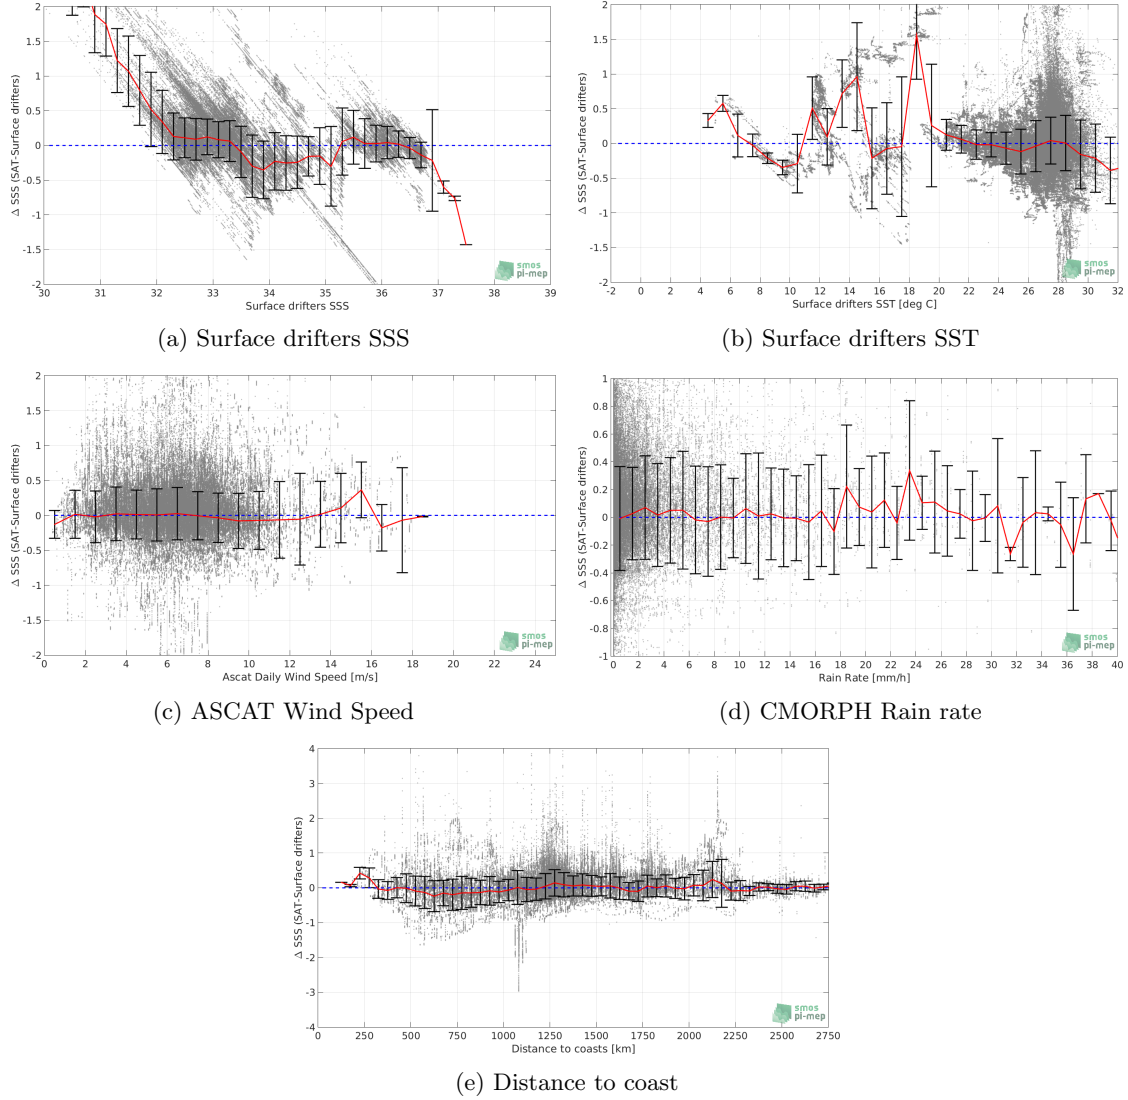 2
1.5
1
0.5
0
-0.5
-1
-1.5
-2
Δ SSS (SAT-Surface drifters)
30 31 32 33 34 35 36 37 38 39
Surface drifters SSS
smos
pi-mep
(a) Surface drifters SSS
2
1.5
1
0.5
0
-0.5
-1
-1.5
-2
Δ SSS (SAT-Surface drifters)
-2 0 2 4 6 8 10 12 14 16 18 20 22 24 26 28 30 32
Surface drifters SST [deg C]
smos
pi-mep
(b) Surface drifters SST
2
1.5
1
0.5
0
-0.5
-1
-1.5
-2
Δ SSS (SAT-Surface drifters)
0 2 4 6 8 10 12 14 16 18 20 22 24
Ascat Daily Wind Speed [m/s]
smos
pi-mep
(c) ASCAT Wind Speed
1
0.8
0.6
0.4
0.2
0
-0.2
-0.4
-0.6
-0.8
-1
Δ SSS (SAT-Surface drifters)
0 2 4 6 8 10 12 14 16 18 20 22 24 26 28 30 32 34 36 38 40
Rain Rate [mm/h]
smos
pi-mep
(d) CMORPH Rain rate
4
3
2
1
0
-1
-2
-3
-4
Δ SSS (SAT-Surface drifters)
0 250 500 750 1000 1250 1500 1750 2000 2250 2500 2750
Distance to coasts [km]
smos
pi-mep
(e) Distance to coast